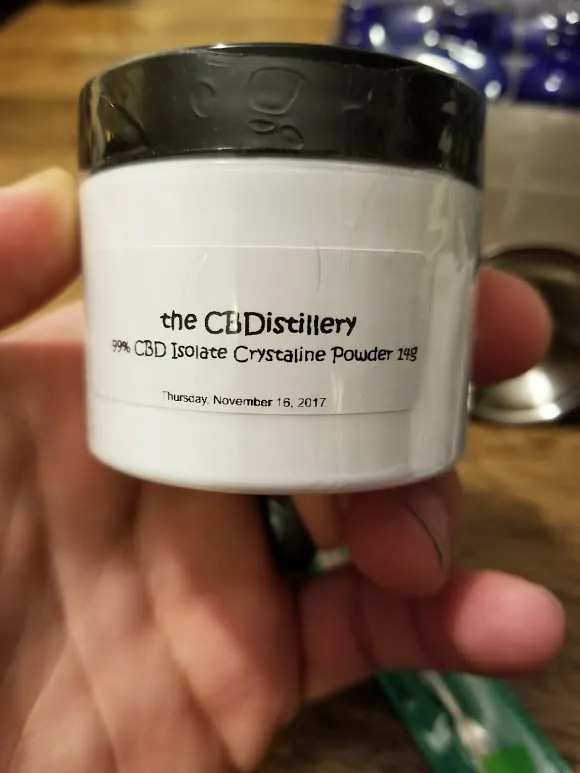 the CBDistillery
99% CBD Isolate Crystaline Powder 14g
Thursday, November 16, 2017